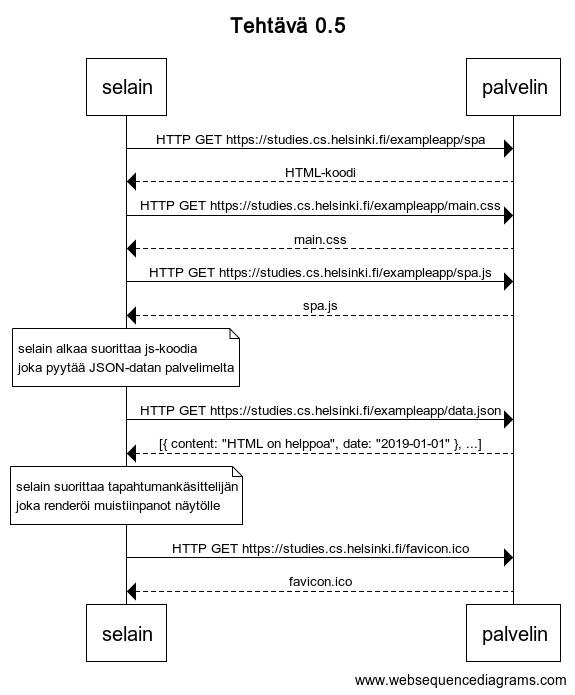 Tehtävä 0.5
selain
palvelin
HTTP GET https://studies.cs.helsinki.fi/exampleapp/spa
HTML-koodi
HTTP GET https://studies.cs.helsinki.fi/exampleapp/main.css
main.css
HTTP GET https://studies.cs.helsinki.fi/exampleapp/spa.js
spa.js
selain alkaa suorittaa js-koodia
joka pyytää JSON-datan palvelimelta
HTTP GET https://studies.cs.helsinki.fi/exampleapp/data.json
[{ content: "HTML on helppoa", date: "2019-01-01" }, ...]
selain suorittaa tapahtumankäsittelijän
joka renderöi muistiinpanot näytölle
HTTP GET https://studies.cs.helsinki.fi/favicon.ico
favicon.ico
selain
palvelin
www.websequencediagrams.com